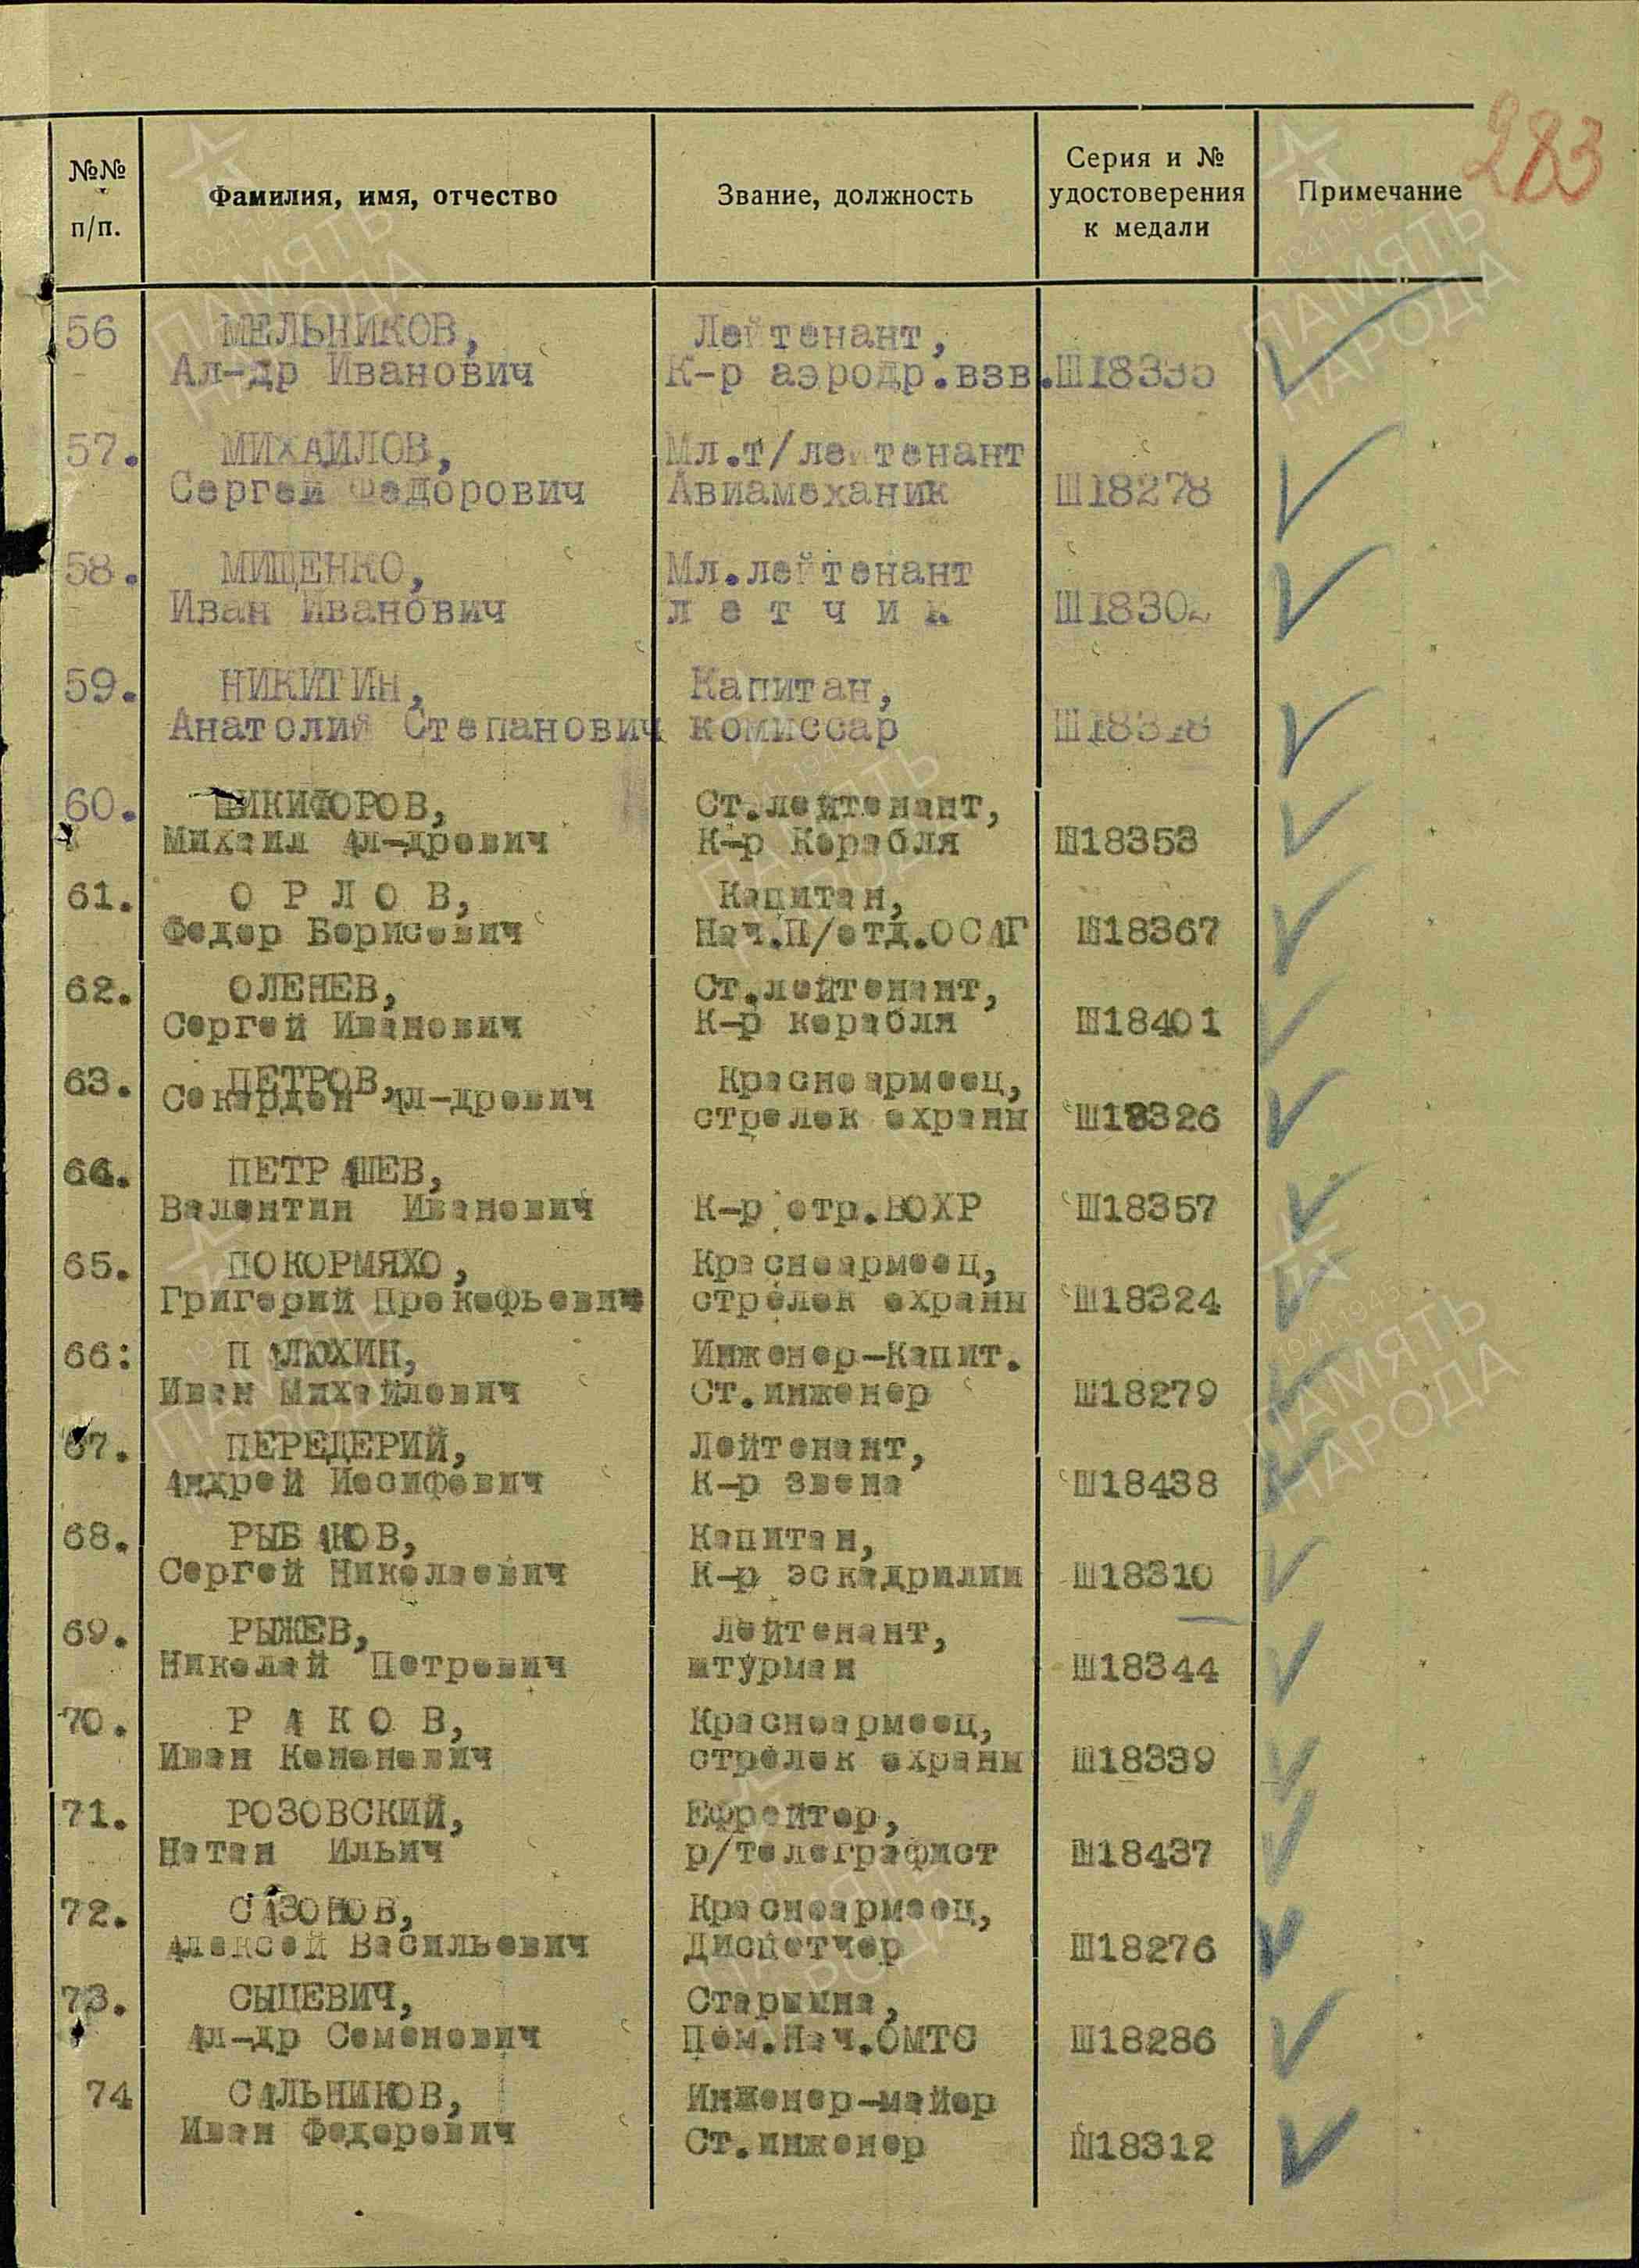 283
№№ п/п.
Фамилия, имя, отчество
Звание, должность
Серия и № удостоверения к медали
Примечание
56 МЕЛЬНИКОВ, Лейтенант,
Ал-др Иванович К-р аэродр.взв.
57. МИХАЙЛОВ, Мл.т/лейтенант
Сергей Федорович Авиамеханик Ш18278
58. МИЩЕНКО, Мл.лейтенант
Иван Иванович л е т ч и к
59. НИКИТИН, Капитан,
Анатолий Степанович комиссар
60. НИКИФОРОВ, Ст.лейтенант,
Михаил Ал-дрович К-р Корабля Ш18353
61. О Р Л О В, Капитан,
Федор Борисович Нач.П/отд.ОСАГ Ш18367
62. ОЛЕНЕВ, Ст.лейтенант,
Сергей Иванович К-р корабля Ш18401
63. ПЕТРОВ, Красноармеец,
Ал-дрович стрелок охраны Ш18326
64. ПЕТРАШЕВ,
Валентин Иванович К-р отр.ВОХР Ш18357
65. ПОКОРМЯХО, Красноармеец,
Григорий Прокофьевич стрелок охраны Ш18324
66: ПАЛЮХИН, Инженер-Капит.
Иван Михайлович Ст.инженер Ш18279
67. ПЕРЕДЕРИЙ, Лейтенант,
Андрей Иосифович К-р звена Ш18438
68. РЫБАКОВ, Капитан,
Сергей Николаевич К-р эскадрилии Ш18310
69. РЫЖЕВ, Лейтенант,
Николай Петрович штурман Ш18344
70. Р А К О В, Красноармеец,
Иван Кононович стрелок охраны Ш18339
71. РОЗОВСКИЙ, Ефрейтор,
Натан Ильич р/телеграфист Ш18437
72. САЗОНОВ, Красноармеец,
Алексей Васильевич Диспетчер Ш18276
73. СЫЦЕВИЧ, Старшина,
Ал-др Семенович Пом.Нач.ОМТС Ш18286
74 САЛЬНИКОВ, Инженер-майор
Иван Федорович Ст.инженер Ш18312